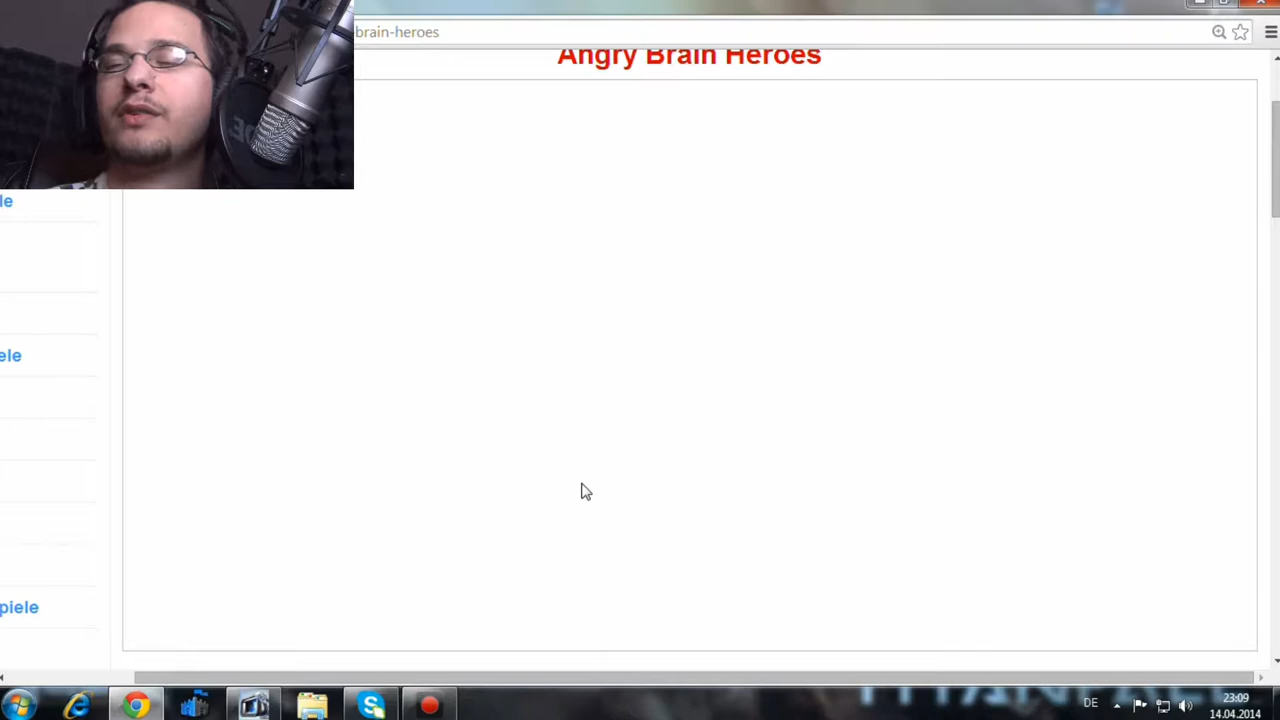 brain-heroes
Angry Brain Heroes
le
ele
piele
DE
23:09
14.04.2014